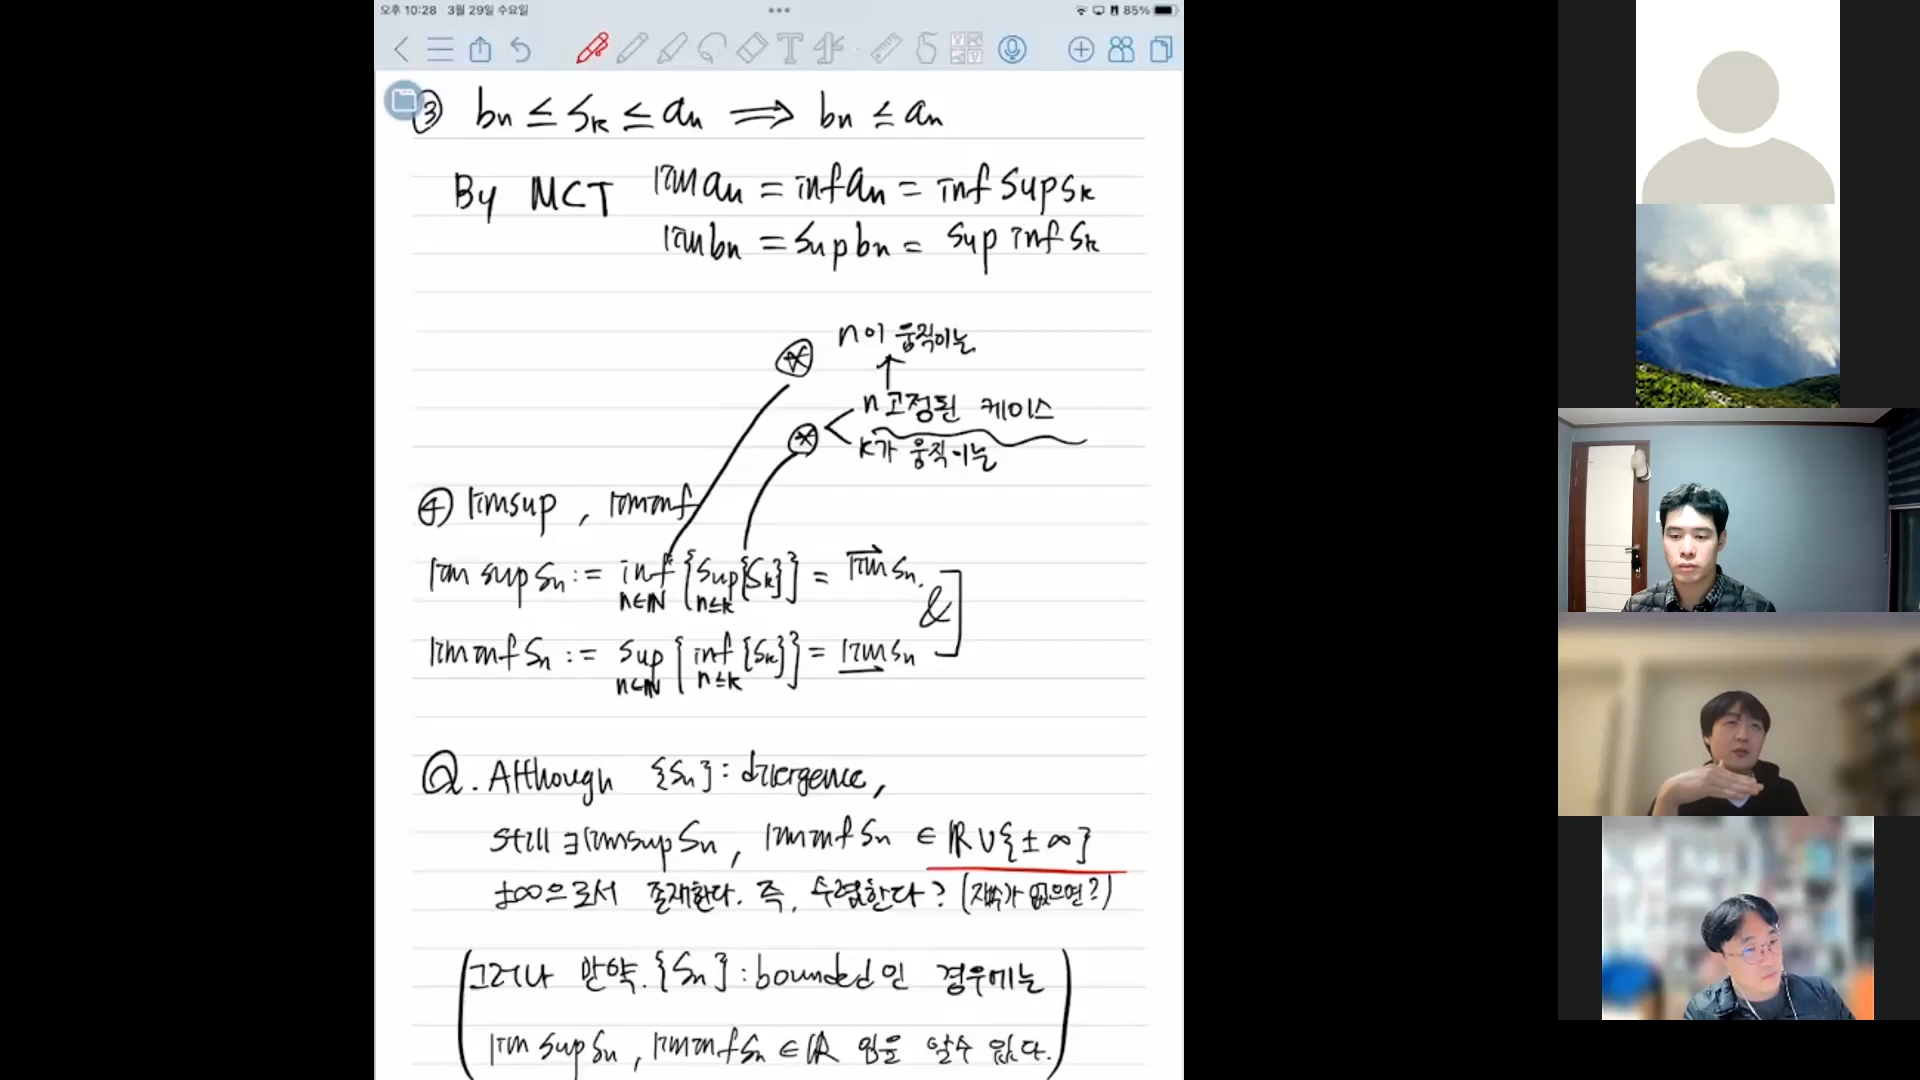 오후 10:28 3월 29일 수요일
85%
③ bn ≤ Sk ≤ an ⟹ bn ≤ an
By MCT lim an = inf an = inf sup Sk
lim bn = sup bn = sup inf Sk
⊛ n이 움직이는
↑
n 고정된 케이스
⊛ < k가 움직이는
④ limsup , liminf
lim sup Sn := inf n∈ℕ {sup n≤k {Sk}} = l̅i̅m̅ Sn.
&
lim inf Sn := sup n∈ℕ {inf n≤k {Sk}} = l̲i̲m̲ Sn
Q. Although {Sn} : divergence,
still ∃ limsup Sn , liminf Sn ∈ ℝ ∪ {±∞}
±∞으로서 존재한다. 즉, 수렴한다? ( 없으면?)
(그러나 만약. {Sn} : bounded인 경우에는
lim sup Sn , lim inf Sn ∈ ℝ 임을 알 수 있다.)